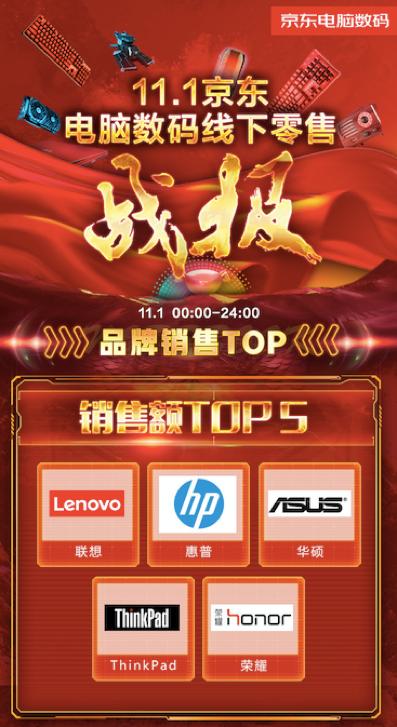 京东电脑数码
11.1京东
电脑数码线下零售
战报
11.1 00:00-24:00
品牌销售TOP
销售额TOP 5
Lenovo
hp
ASUS
联想
惠普
华硕
ThinkPad
荣耀 honor
ThinkPad
荣耀